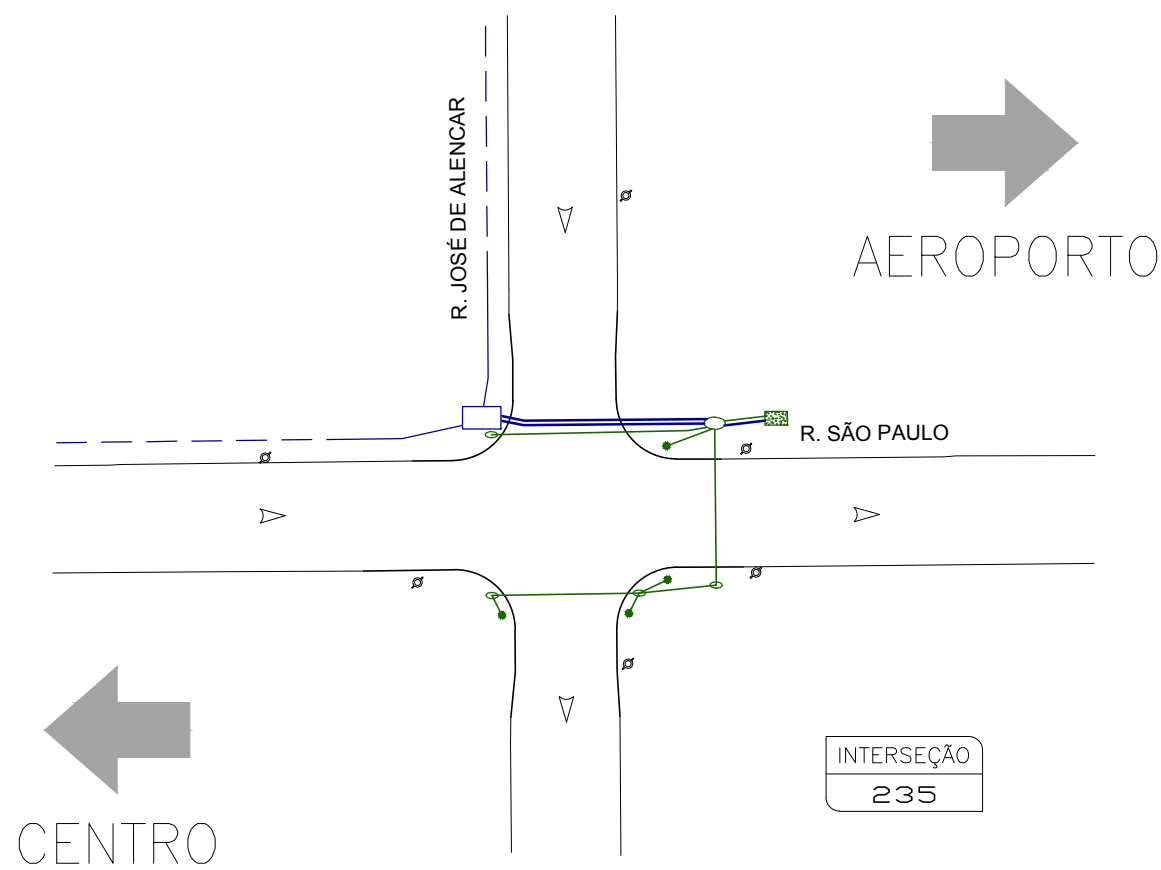 R. JOSÉ DE ALENCAR
AEROPORTO
R. SÃO PAULO
CENTRO
INTERSEÇÃO
235